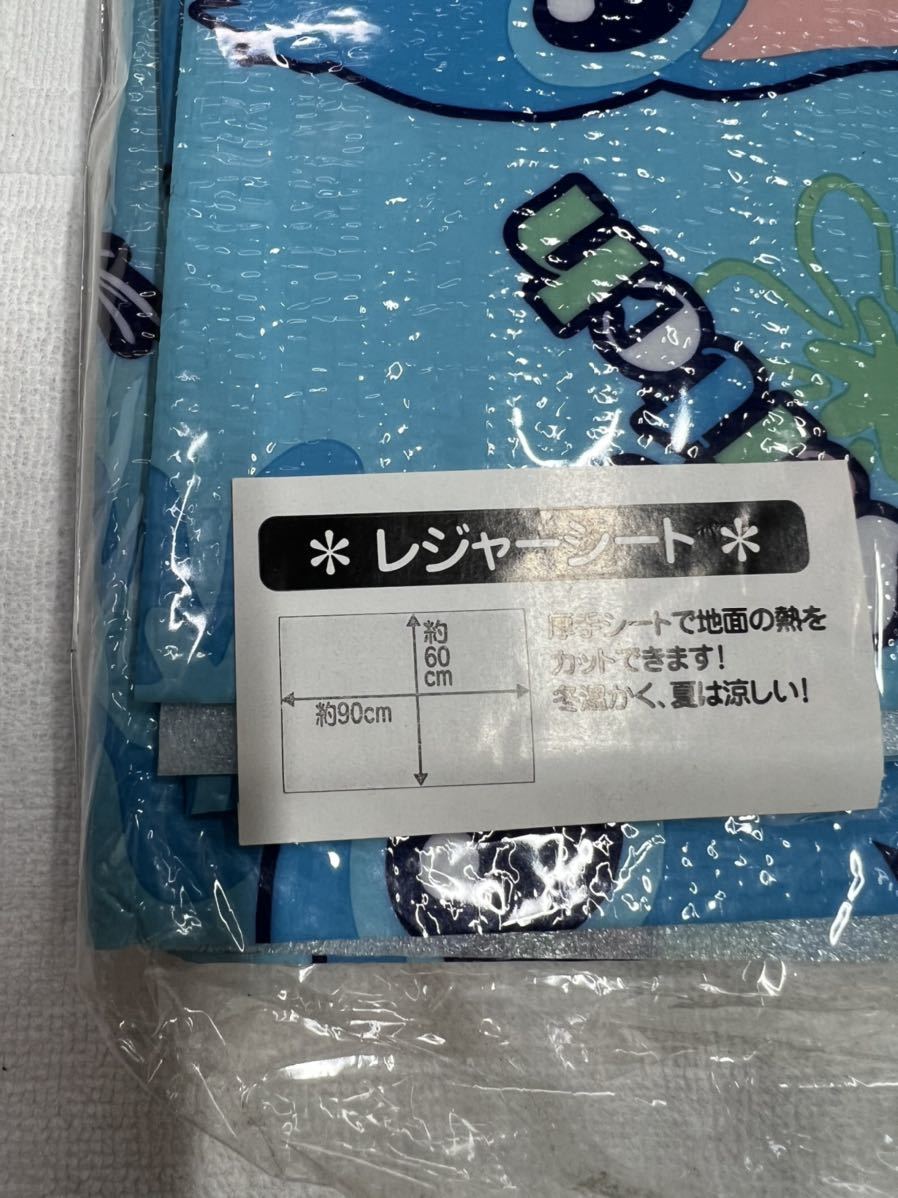 * レジャーシート *
約
60
cm
約90cm
厚手シートで地面の熱を
カットできます!
冬温かく、夏は涼しい!